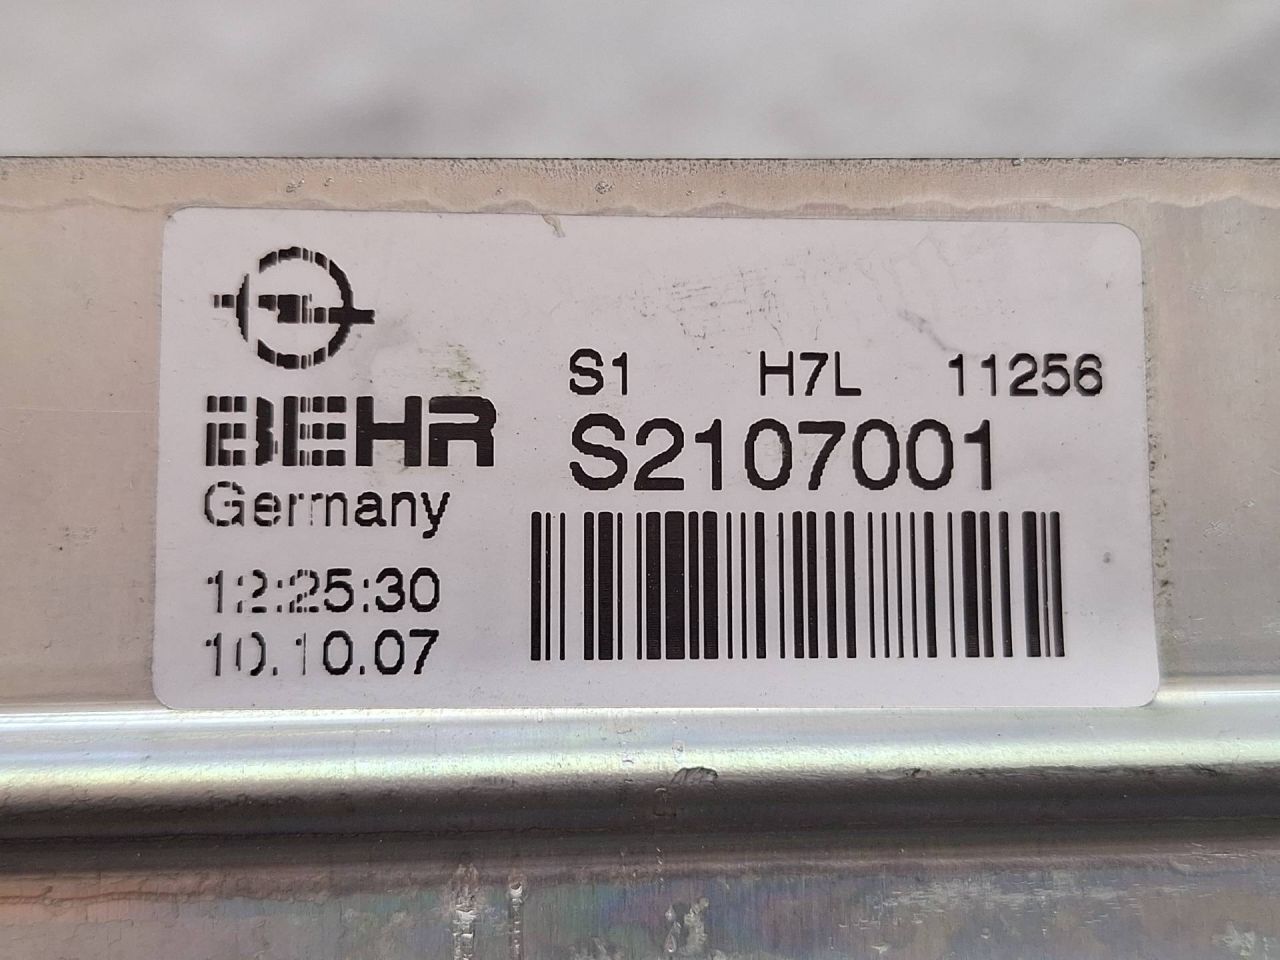 S1 H7L 11256
BEHR S2107001
Germany
12:25:30
10.10.07